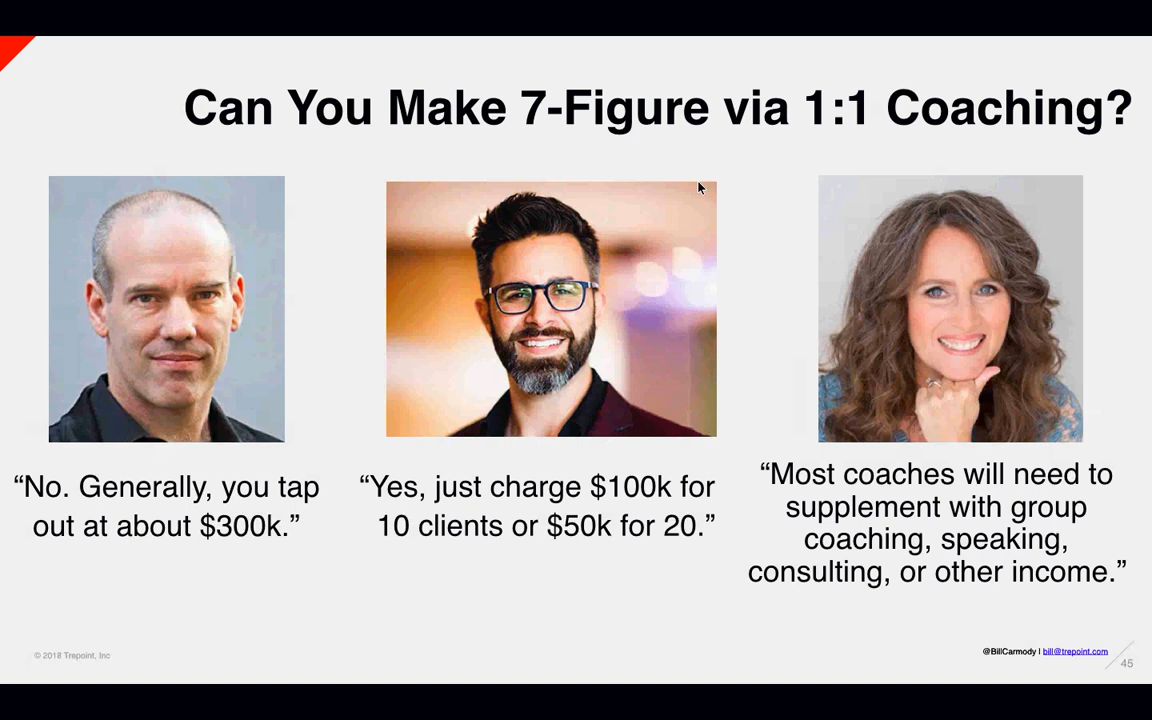 Can You Make 7-Figure via 1:1 Coaching?
“No. Generally, you tap
out at about $300k.”
“Yes, just charge $100k for
10 clients or $50k for 20.”
“Most coaches will need to
supplement with group
coaching, speaking,
consulting, or other income.”
© 2018 Trepoint, Inc
@BillCarmody | bill@trepoint.com
45